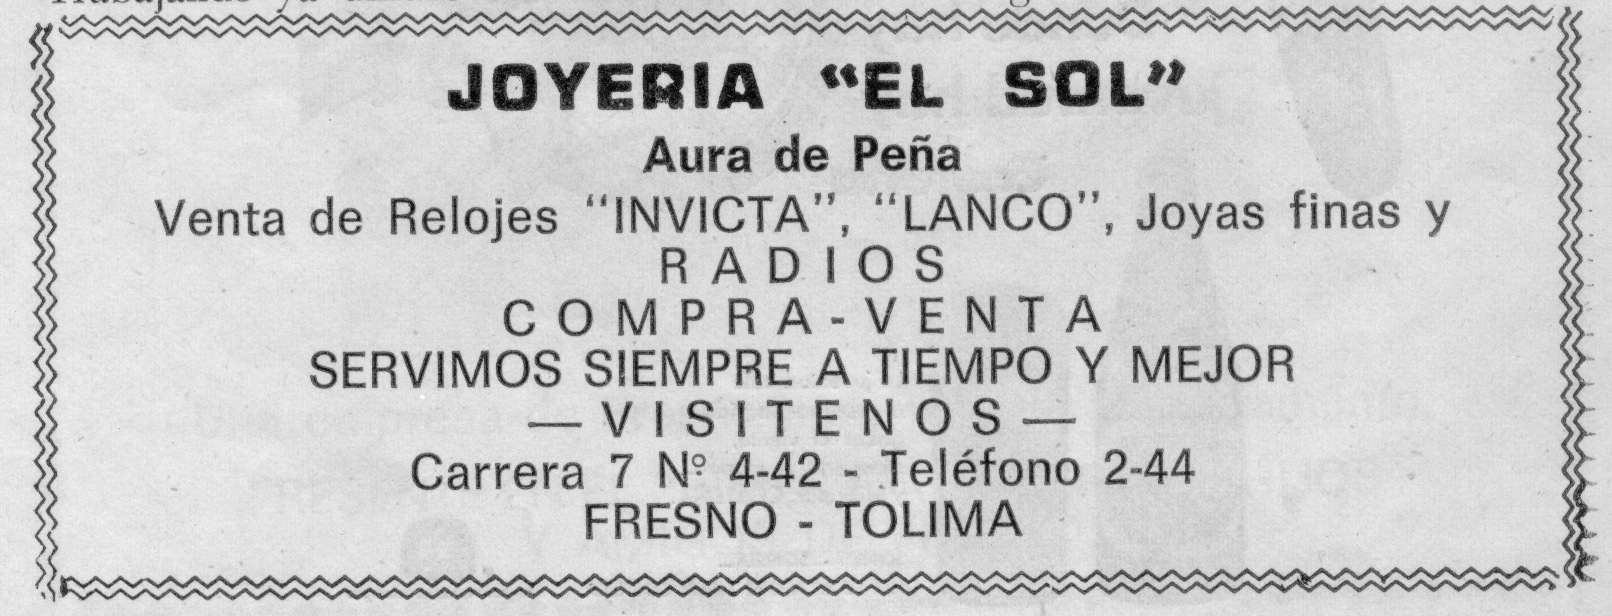 JOYERIA “EL SOL”
Aura de Peña
Venta de Relojes “INVICTA”, “LANCO”, Joyas finas y
RADIOS
COMPRA-VENTA
SERVIMOS SIEMPRE A TIEMPO Y MEJOR
— VISITENOS —
Carrera 7 Nº 4-42 - Teléfono 2-44
FRESNO - TOLIMA